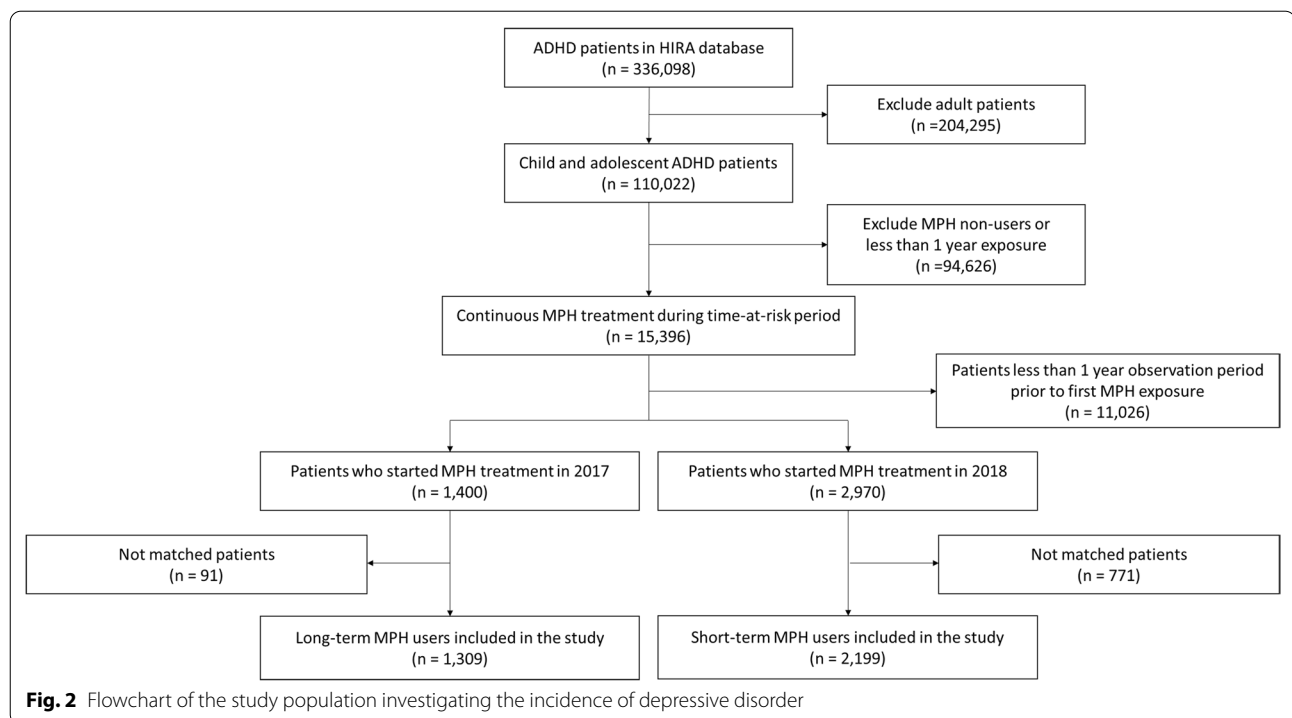 ADHD patients in HIRA database
(n = 336,098)
Exclude adult patients
(n =204,295)
Child and adolescent ADHD patients
(n = 110,022)
Exclude MPH non-users or
less than 1 year exposure
(n =94,626)
Continuous MPH treatment during time-at-risk period
(n = 15,396)
Patients less than 1 year observation period
prior to first MPH exposure
(n = 11,026)
Patients who started MPH treatment in 2017
(n = 1,400)
Patients who started MPH treatment in 2018
(n = 2,970)
Not matched patients
(n = 91)
Not matched patients
(n = 771)
Long-term MPH users included in the study
(n = 1,309)
Short-term MPH users included in the study
(n = 2,199)
Fig. 2 Flowchart of the study population investigating the incidence of depressive disorder